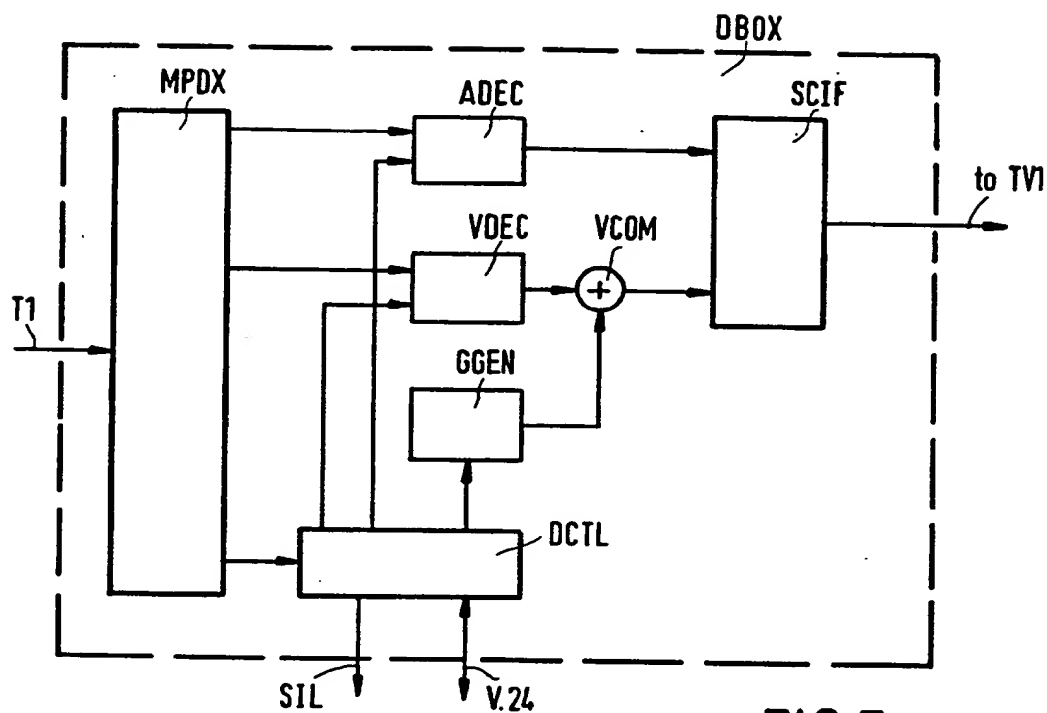 DBOX
MPDX
ADEC
SCIF
to TV1
VDEC
VCOM
T1
GGEN
DCTL
SIL
V.24